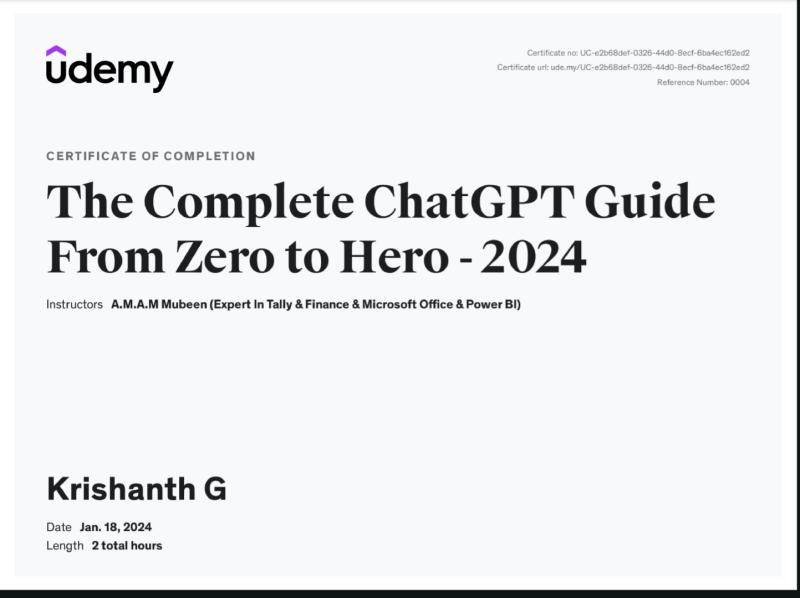 udemy
Certificate no: UC-e2b68def-0326-44d0-8ecf-6ba4ec162ed2
Certificate url: ude.my/UC-e2b68def-0326-44d0-8ecf-6ba4ec162ed2
Reference Number: 0004
CERTIFICATE OF COMPLETION
The Complete ChatGPT Guide
From Zero to Hero - 2024
Instructors A.M.A.M Mubeen (Expert In Tally & Finance & Microsoft Office & Power BI)
Krishanth G
Date Jan. 18, 2024
Length 2 total hours